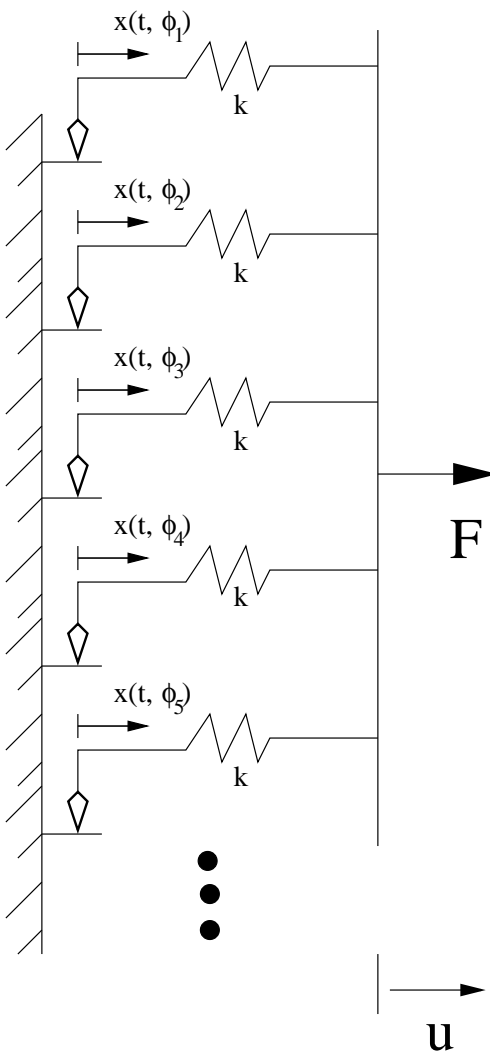 x(t, ϕ₁)
k
x(t, ϕ₂)
k
x(t, ϕ₃)
k
F
x(t, ϕ₄)
k
x(t, ϕ₅)
k
u